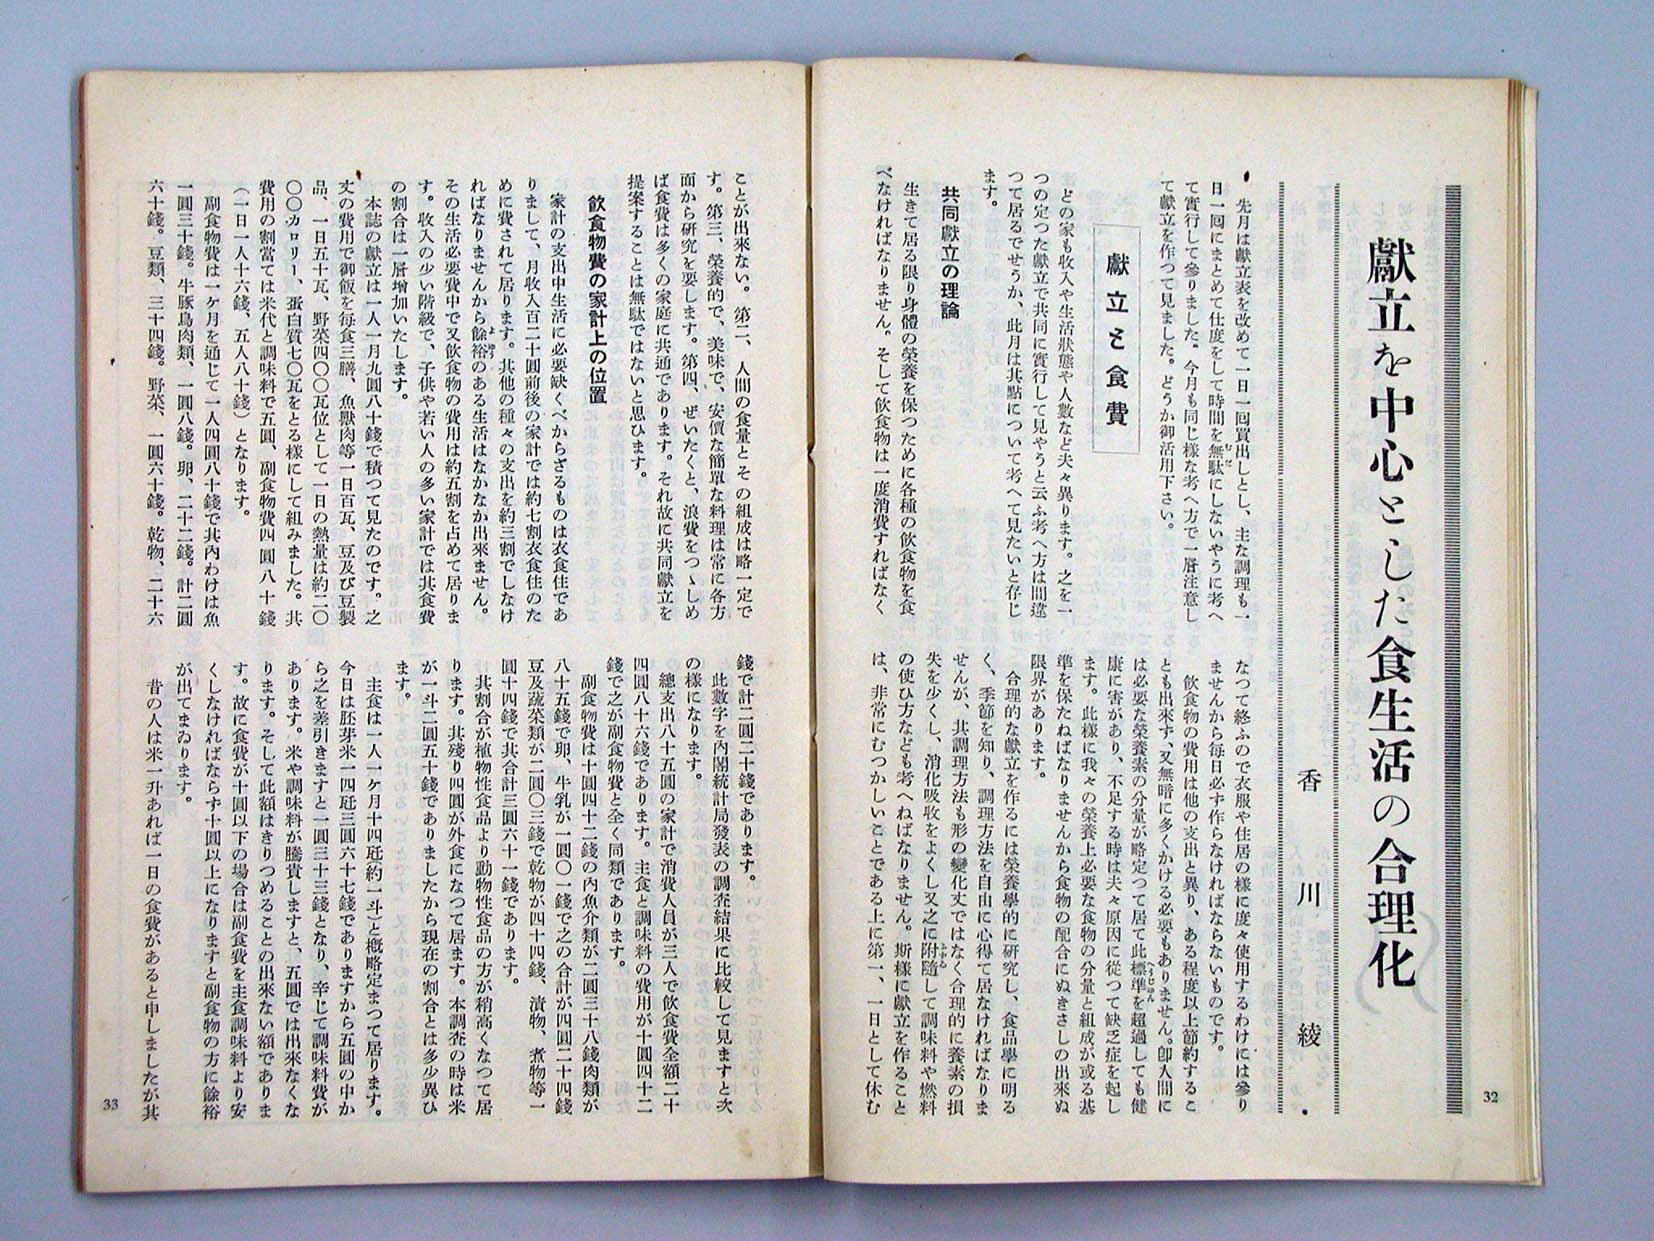 獻立を中心とした食生活の合理化
香川綾
先月は獻立表を改めて一日一回買出しとし、主な調理も一
日一回にまとめて仕度をして時間を無駄にしないやうに考へ
て實行して參りました。今月も同じ樣な考へ方で一層注意し
て獻立を作つて見ました。どうか御活用下さい。
獻立と食費
どの家も收入や生活狀態や人數など夫々異ります。之を一
つの定つた獻立で共同に實行して見やうと云ふ考へ方は間違
つて居るでせうか、此月は其點について考へて見たいと存じ
ます。
共同獻立の理論
生きて居る限り身體の榮養を保つために各種の飮食物を食
べなければなりません。そして飮食物は一度消費すればなく
なつて終ふので衣服や住居の樣に度々使用するわけには參り
ませんから每日必ず作らなければならないものです。
飮食物の費用は他の支出と異り、ある程度以上節約するこ
とも出來ず、又無暗に多くかける必要もありません。卽人間に
は必要な榮養素の分量が略定つて居て此標準を超過しても健
康に害があり、不足する時は夫々原因に從つて缺乏症を起し
ます。此樣に我々の榮養上必要な食物の分量と組成が或る基
準を保たねばなりませんから食物の配合にぬきさしの出來ぬ
限界があります。
合理的な獻立を作るには榮養學的に硏究し、食品學に明る
く、季節を知り、調理方法を自由に心得て居なければなりま
せんが、其調理方法も形の變化丈ではなく合理的に養素の損
失を少くし、消化吸收をよくし又之に附隨して調味料や燃料
の使ひ方なども考へねばなりません。斯樣に獻立を作ること
は、非常にむつかしいことである上に第一、一日として休む
32
ことが出來ない。第二、人間の食量とその組成は略一定で
す。第三、榮養的で、美味で、安價な簡單な料理は常に各方
面から硏究を要します。第四、ぜいたくと、浪費をつゝしめ
ば食費は多くの家庭に共通であります。それ故に共同獻立を
提案することは無駄ではないと思ひます。
飮食物費の家計上の位置
家計の支出中生活に必要缺くべからざるものは衣食住であ
りまして、月收入百二十圓前後の家計では約七割衣食住のた
めに費されて居ります。其他の種々の支出を約三割でしなけ
ればなりませんから餘裕のある生活はなかなか出來ません。
その生活必要費中で又飮食物の費用は約五割を占めて居りま
す。收入の少い階級で、子供や若い人の多い家計では其食費
の割合は一層增加いたします。
本誌の獻立は一人一月九圓八十錢で積つて見たのです。之
丈の費用で御飯を每食三膳、魚獸肉等一日百瓦、豆及び豆製
品、一日五十瓦、野菜四〇〇瓦位として一日の熱量は約二〇
〇〇カロリー、蛋白質七〇瓦をとる樣にして組みました。共
費用の割當ては米代と調味料で五圓、副食物費四圓八十錢
（一日一人十六錢、五人八十錢）となります。
副食物費は一ヶ月を通じて一人四圓八十錢で其內わけは魚
一圓三十錢。牛豚鳥肉類、一圓八錢。卵、二十二錢。計二圓
六十錢。豆類、三十四錢。野菜、一圓六十錢。乾物、二十六
錢で計二圓二十錢であります。
此數字を內閣統計局發表の調査結果に比較して見ますと次
の樣になります。
總支出八十五圓の家計で消費人員が三人で飮食費全額二十
四圓八十六錢であります。主食と調味料の費用が十圓四十二
錢で之が副食物費と全く同類であります。
副食物費は十圓四十二錢の內魚介類が二圓三十八錢肉類が
八十五錢で卵、牛乳が一圓〇一錢で之の合計が四圓二十四錢
豆及蔬菜類が二圓〇三錢で乾物が四十四錢、漬物、煮物等一
圓十四錢で共合計三圓六十一錢であります。
其割合が植物性食品より動物性食品の方が稍高くなつて居
ります。其殘り四圓が外食になつて居ます。本調査の時は米
が一斗二圓五十錢でありましたから現在の割合とは多少異ひ
ます。
主食は一人一ヶ月十四瓩(約一斗)と槪略定まつて居ります。
今日は胚芽米一四瓩三圓六十七錢でありますから五圓の中か
ら之を差引きますと一圓三十三錢となり、辛じて調味料費が
あります。米や調味料が騰貴しますと、五圓では出來なくな
ります。そして此額はきりつめることの出來ない額でありま
す。故に食費が十圓以下の場合は副食費を主食調味料より安
くしなければならず十圓以上になりますと副食物の方に餘裕
が出てまゐります。
昔の人は米一升あれば一日の食費があると申しましたが其
33